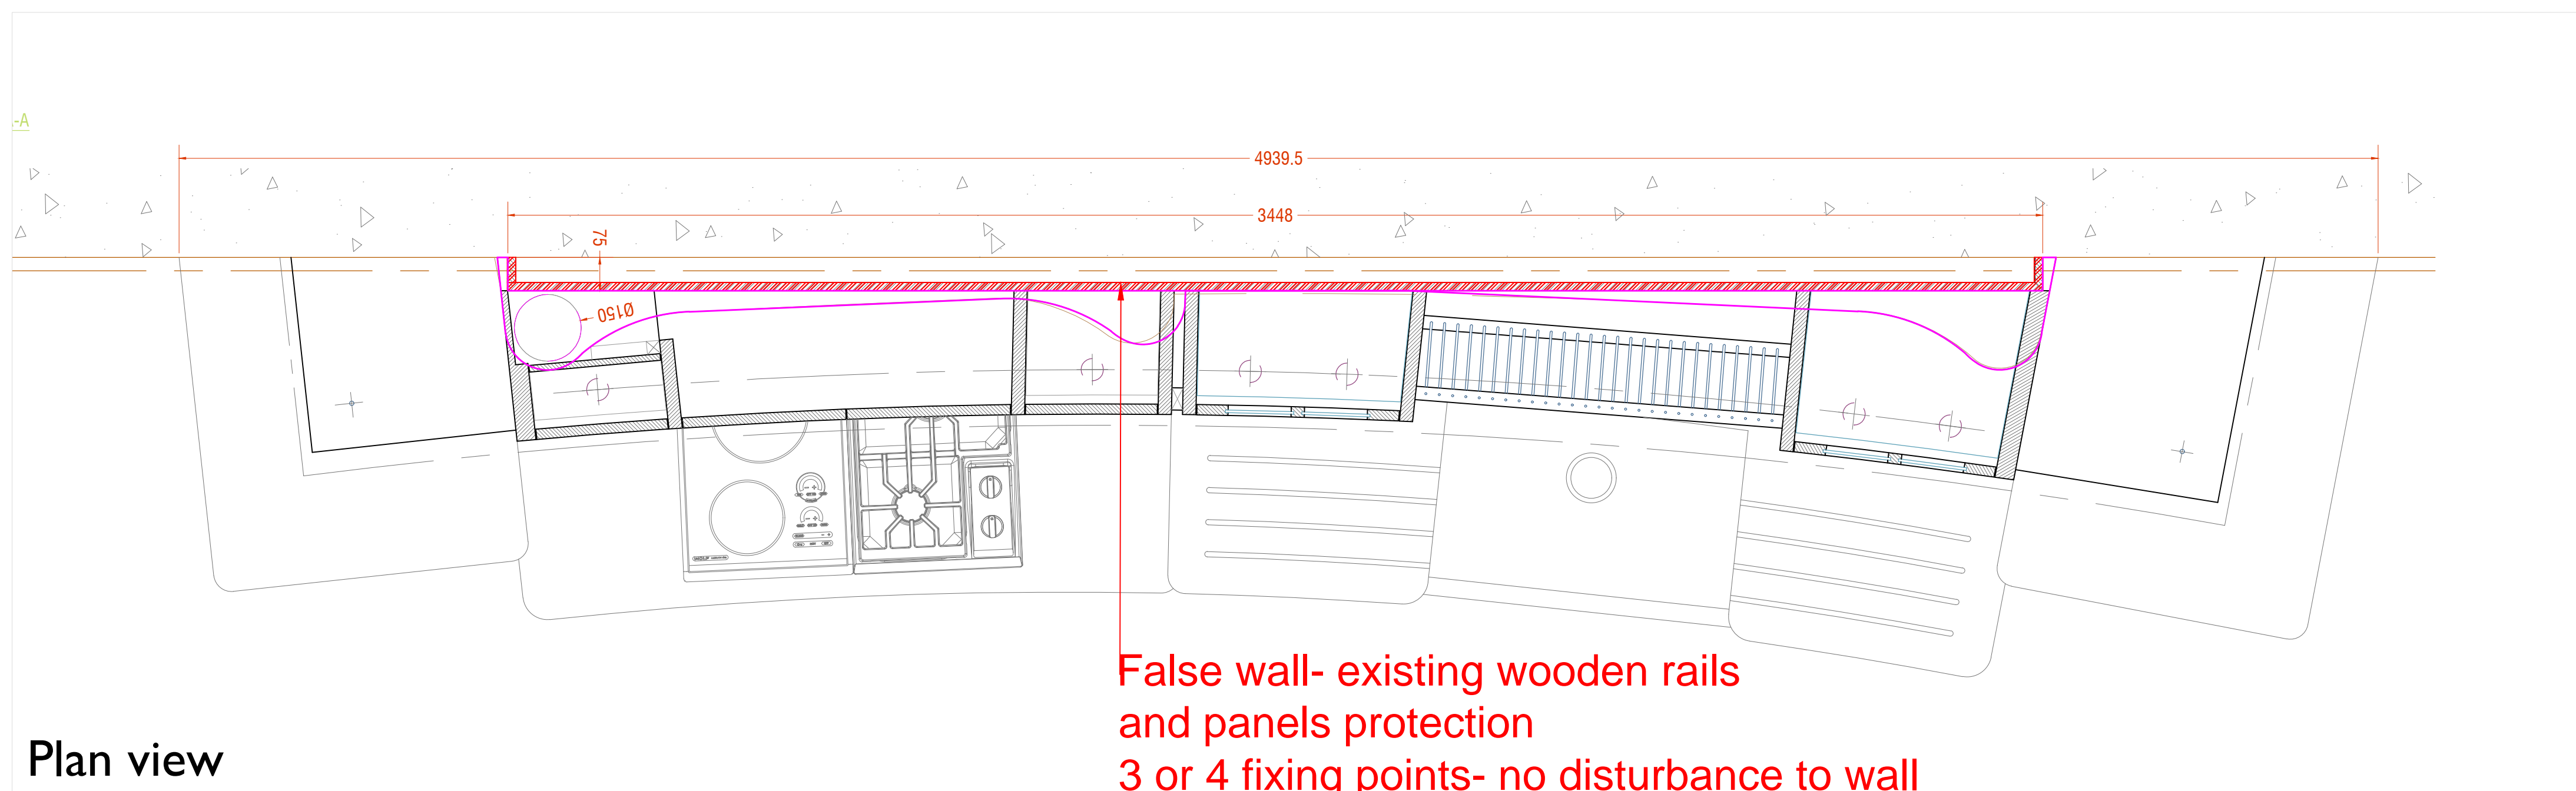 -A
4939.5
3448
75
Ø150
False wall- existing wooden rails
and panels protection
3 or 4 fixing points- no disturbance to wall
Plan view